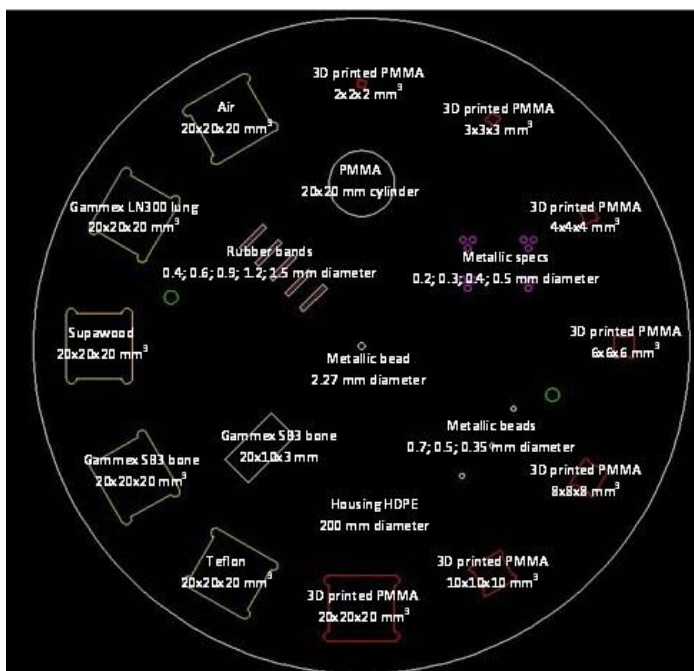 3D printed PMMA
2x2x2 mm³
Air
20x20x20 mm³
3D printed PMMA
3x3x3 mm³
PMMA
20x20 mm cylinder
Gammex LN300 lung
20x20x20 mm³
3D printed PMMA
4x4x4 mm³
Rubber bands
0.4; 0.6; 0.9; 1.2; 1.5 mm diameter
Metallic specs
0.2; 0.3; 0.4; 0.5 mm diameter
Supawood
20x20x20 mm³
3D printed PMMA
6x6x6 mm³
Metallic bead
2.27 mm diameter
Metallic beads
0.7; 0.5; 0.35 mm diameter
Gammex SB3 bone
20x10x3 mm
Gammex SB3 bone
20x20x20 mm³
3D printed PMMA
8x8x8 mm³
Housing HDPE
200 mm diameter
Teflon
20x20x20 mm³
3D printed PMMA
10x10x10 mm³
3D printed PMMA
20x20x20 mm³